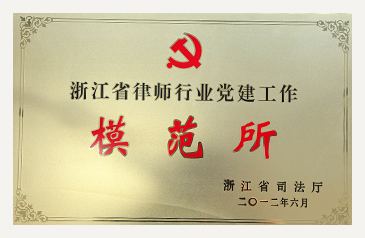 浙江省律师行业党建工作
模范所
浙江省司法厅
二〇一二年六月